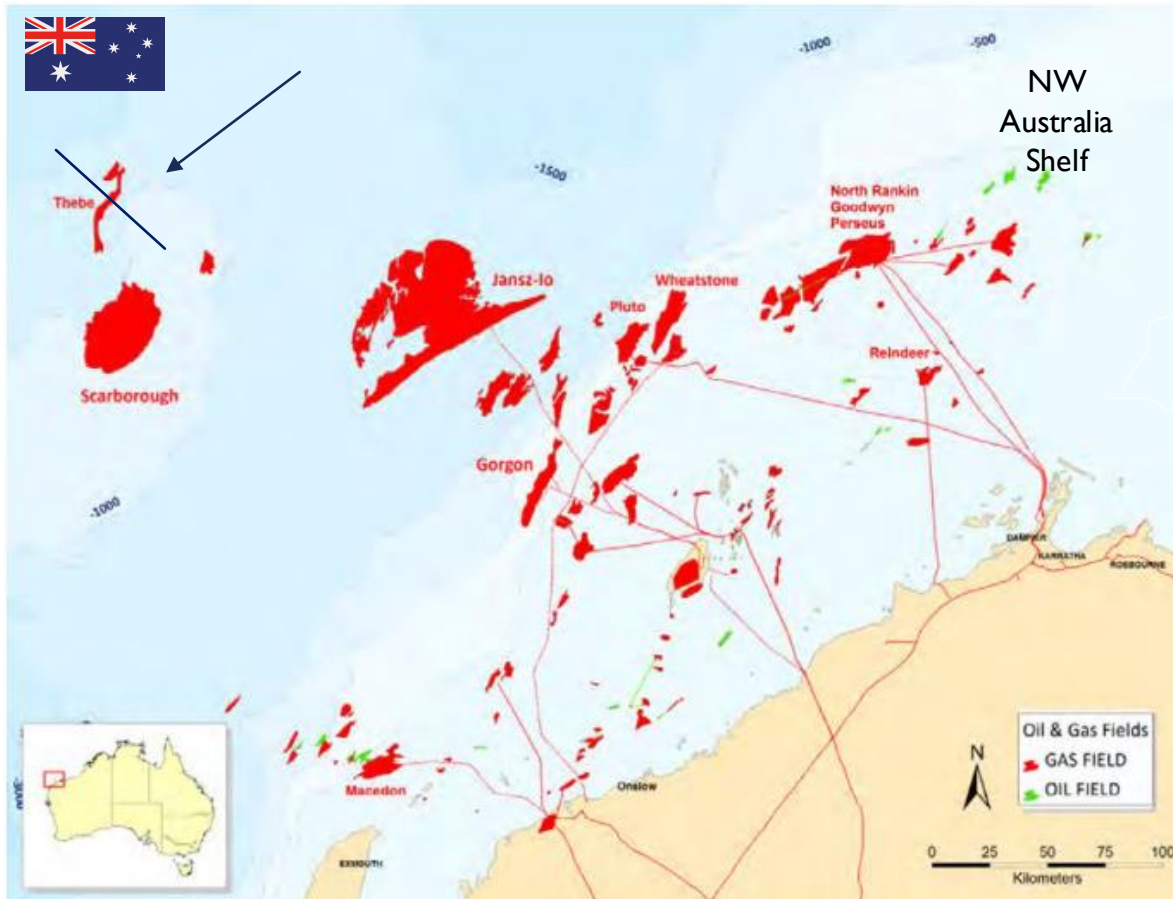 -1000
-500
NW
Australia
Shelf
-1500
Thebe
North Rankin
Goodwyn
Perseus
Jansz-Io
Wheatstone
Pluto
Reindeer
Scarborough
Gorgon
-1000
DAMPIER
KARRATHA
ROEBOURNE
Oil & Gas Fields
GAS FIELD
OIL FIELD
N
Onslow
Macedon
-3000
EXMOUTH
0 25 50 75 100
Kilometers